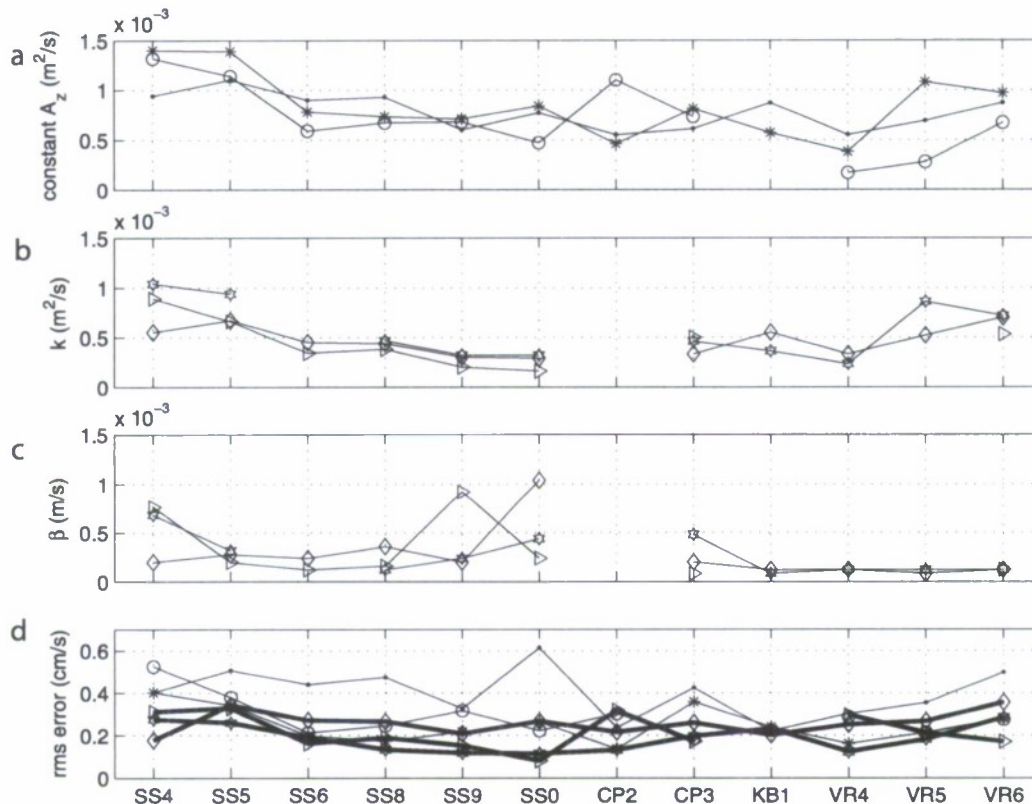 x 10⁻³
a
constant A_z (m²/s)
1.5
1
0.5
0
x 10⁻³
b
k (m²/s)
1.5
1
0.5
0
x 10⁻³
c
β (m/s)
1.5
1
0.5
0
d
rms error (cm/s)
0.6
0.4
0.2
0
SS4 SS5 SS6 SS8 SS9 SS0 CP2 CP3 KB1 VR4 VR5 VR6